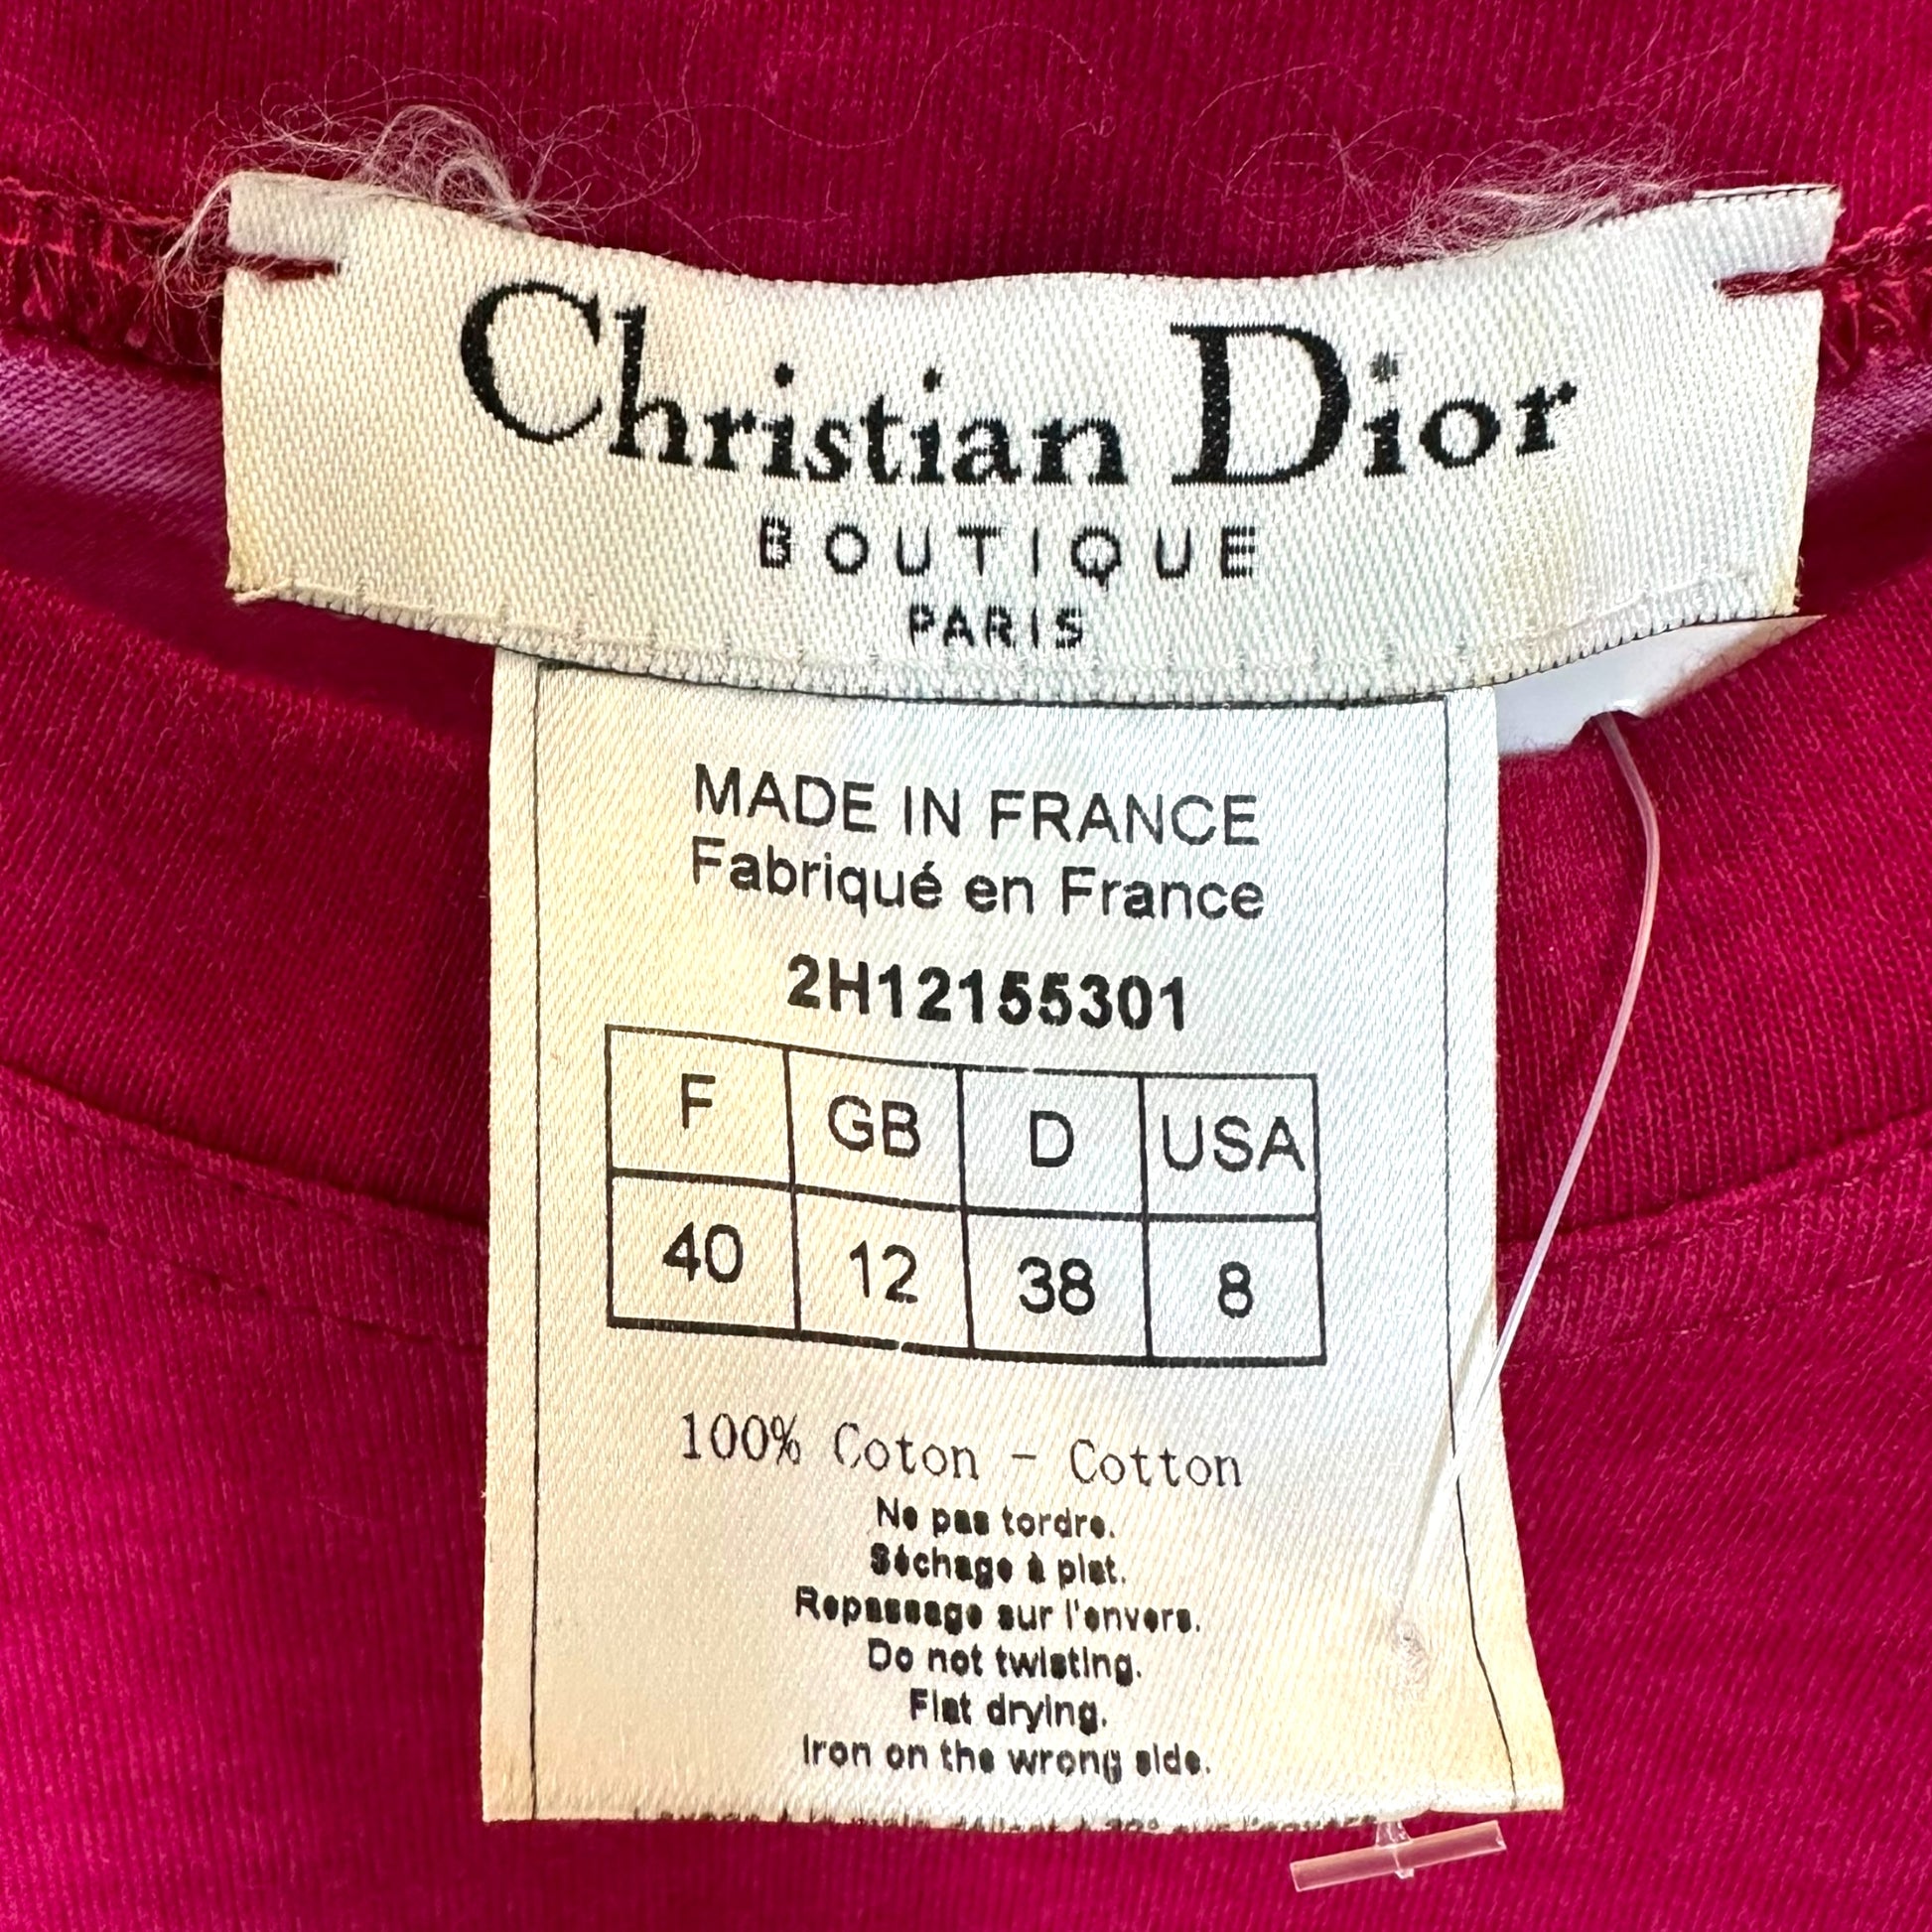 Christian Dior
BOUTIQUE
PARIS
MADE IN FRANCE
Fabriqué en France
2H12155301
F GB D USA
40 12 38 8
100% Coton - Cotton
Ne pas tordre.
Séchage à plat.
Repassage sur l'envers.
Do not twisting.
Flat drying.
Iron on the wrong side.